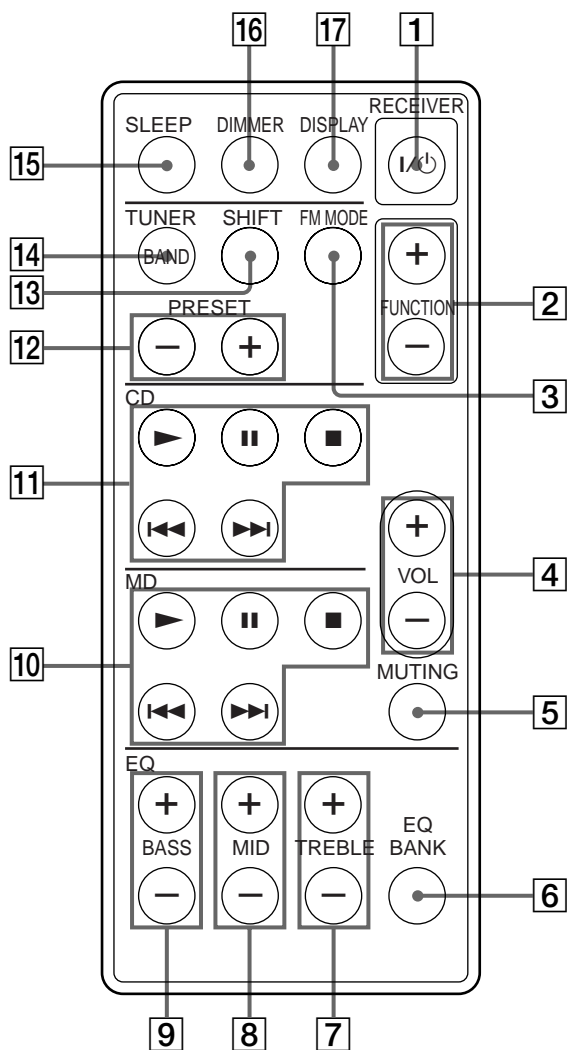 16 17 1
RECEIVER
SLEEP DIMMER DISPLAY
I/⏻
15
TUNER SHIFT FM MODE
14 BAND +
13
PRESET FUNCTION 2
12 − + −
CD 3
11
+
MD VOL 4
−
10
MUTING
5
EQ
+ + + EQ
BASS MID TREBLE BANK
− − − 6
9 8 7